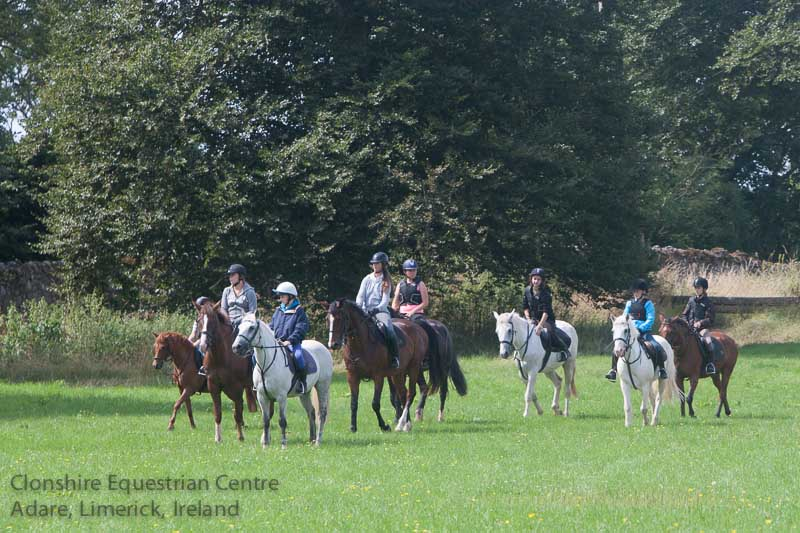 Clonshire Equestrian Centre
Adare, Limerick, Ireland